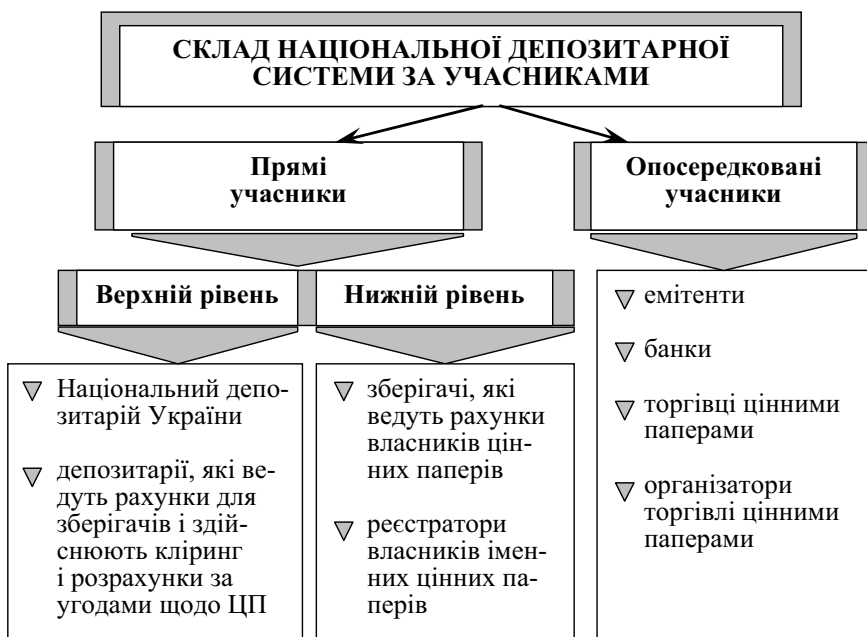 СКЛАД НАЦІОНАЛЬНОЇ ДЕПОЗИТАРНОЇ
СИСТЕМИ ЗА УЧАСНИКАМИ
Прямі
учасники
Опосередковані
учасники
Верхній рівень
Нижній рівень
Національний депо-
зитарій України
депозитарії, які ве-
дуть рахунки для
зберігачів і здій-
снюють кліринг
і розрахунки за
угодами щодо ЦП
зберігачі, які
ведуть рахунки
власників цін-
них паперів
реєстратори
власників імен-
них цінних па-
перів
емітенти
банки
торгівці цінними
паперами
організатори
торгівлі цінними
паперами